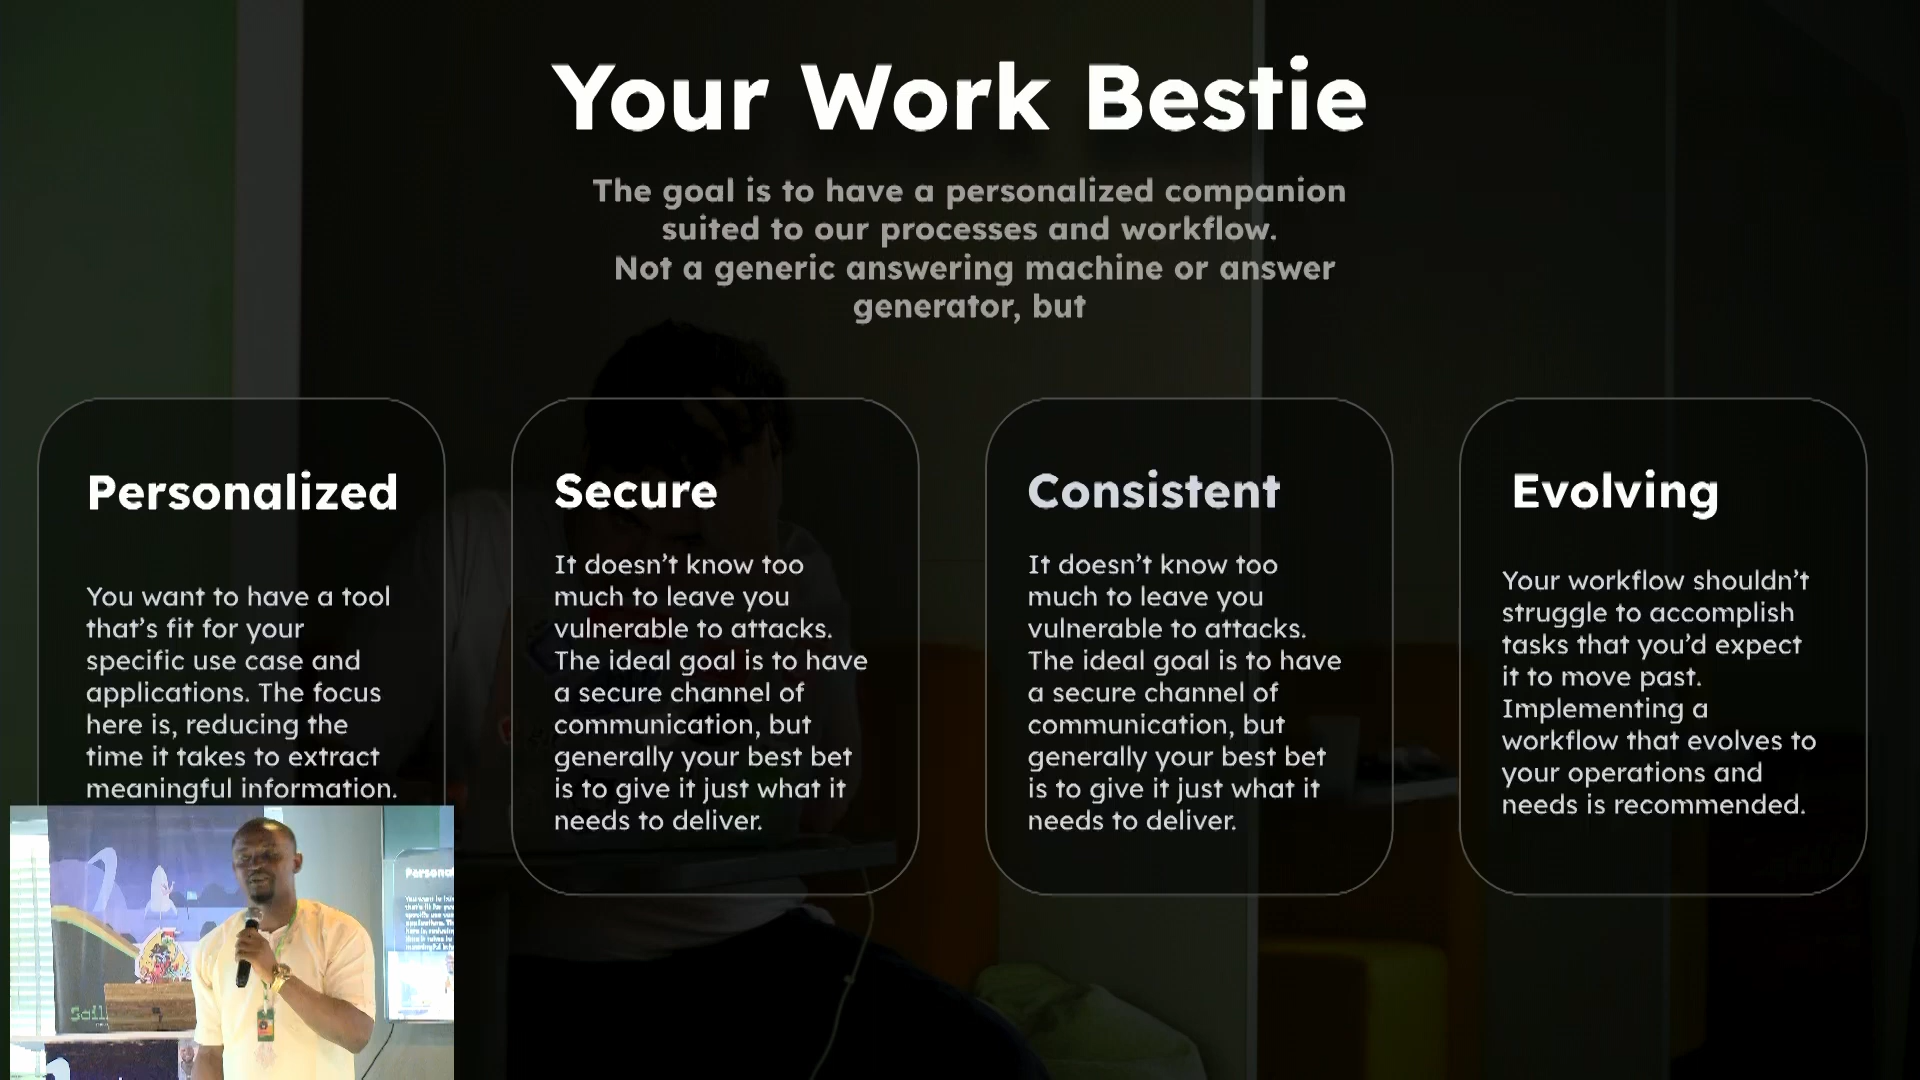 Your Work Bestie
The goal is to have a personalized companion
suited to our processes and workflow.
Not a generic answering machine or answer
generator, but
Personalized
You want to have a tool
that's fit for your
specific use case and
applications. The focus
here is, reducing the
time it takes to extract
meaningful information.
Secure
It doesn't know too
much to leave you
vulnerable to attacks.
The ideal goal is to have
a secure channel of
communication, but
generally your best bet
is to give it just what it
needs to deliver.
Consistent
It doesn't know too
much to leave you
vulnerable to attacks.
The ideal goal is to have
a secure channel of
communication, but
generally your best bet
is to give it just what it
needs to deliver.
Evolving
Your workflow shouldn't
struggle to accomplish
tasks that you'd expect
it to move past.
Implementing a
workflow that evolves to
your operations and
needs is recommended.